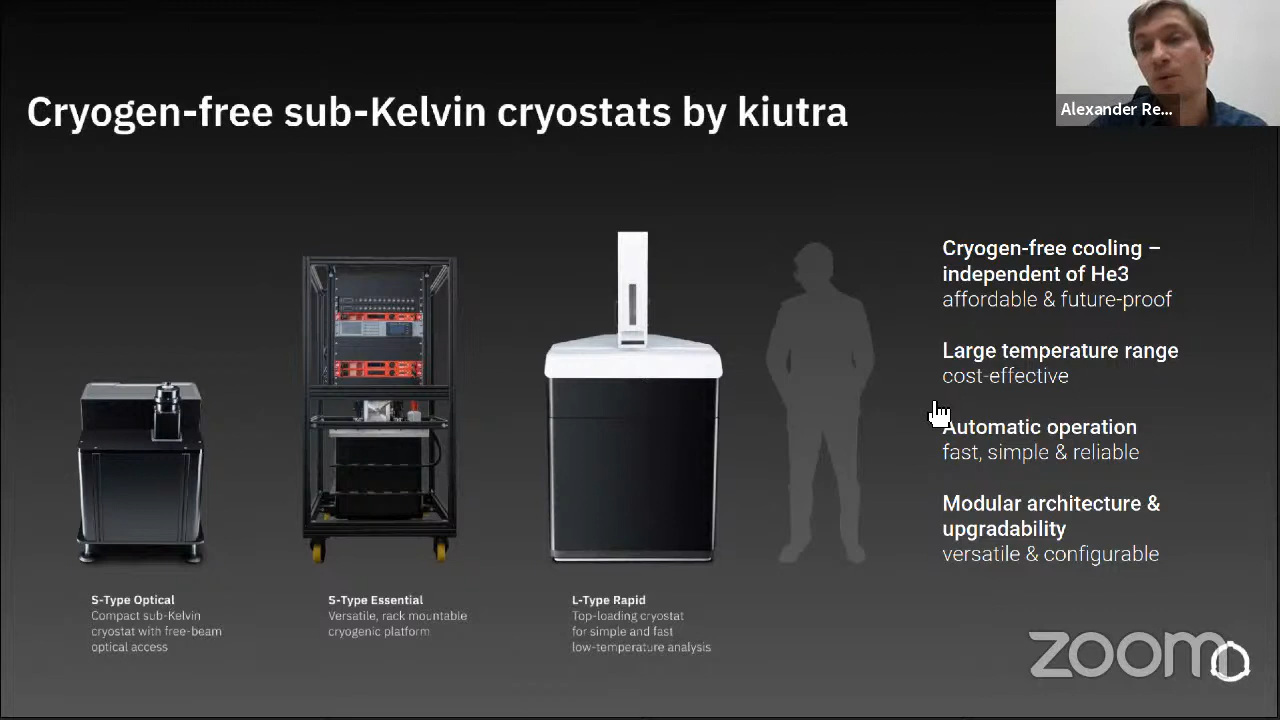 Alexander Re...
Cryogen-free sub-Kelvin cryostats by kiutra
Cryogen-free cooling –
independent of He3
affordable & future-proof
Large temperature range
cost-effective
Automatic operation
fast, simple & reliable
Modular architecture &
upgradability
versatile & configurable
S-Type Optical
Compact sub-Kelvin
cryostat with free-beam
optical access
S-Type Essential
Versatile, rack mountable
cryogenic platform
L-Type Rapid
Top-loading cryostat
for simple and fast
low-temperature analysis
zoom